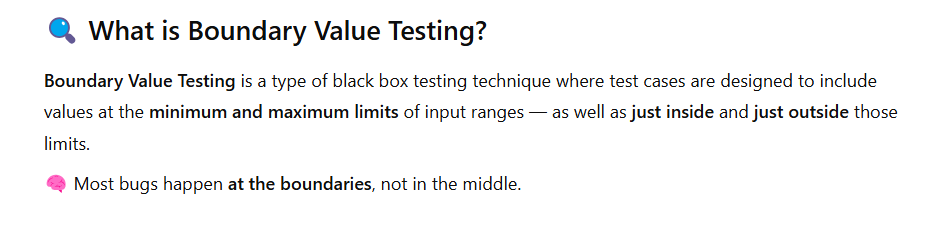 🔍 What is Boundary Value Testing?
Boundary Value Testing is a type of black box testing technique where test cases are designed to include
values at the minimum and maximum limits of input ranges — as well as just inside and just outside those
limits.
🧠 Most bugs happen at the boundaries, not in the middle.